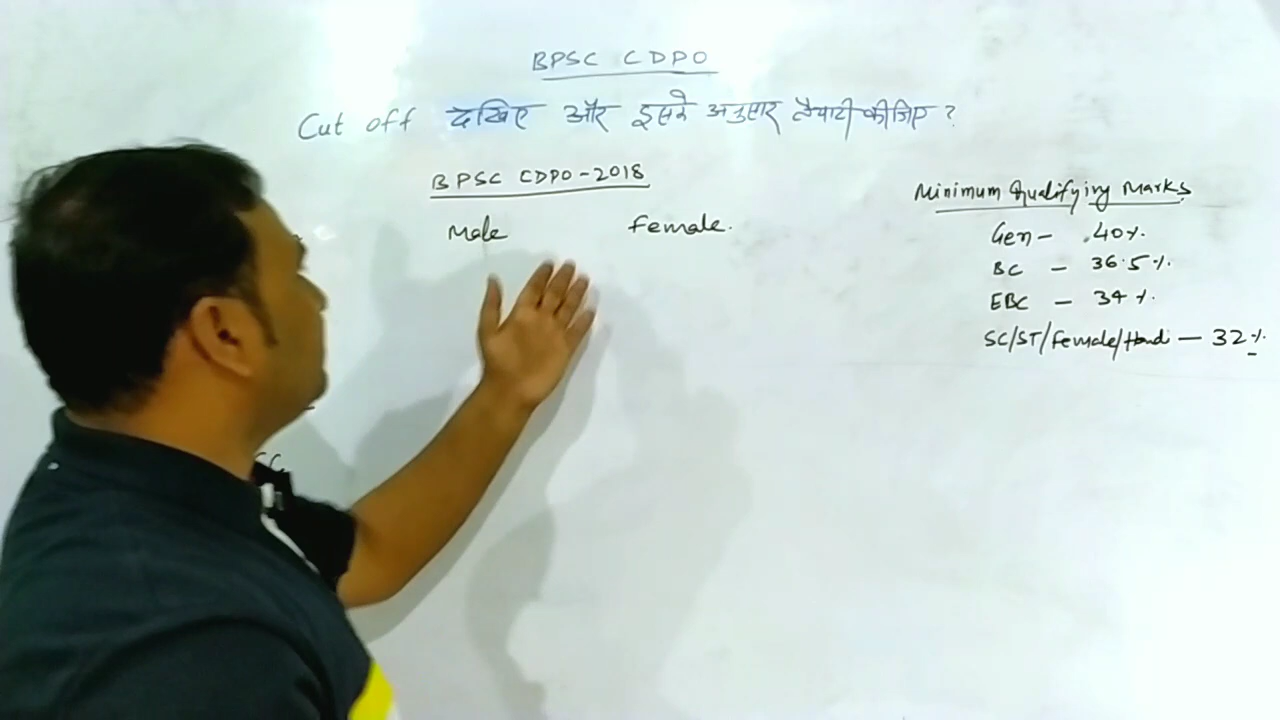 BPSC CDPO
Cut off देखिए और इसके अनुसार तैयारी कीजिए ?
BPSC CDPO-2018
Male Female.
Minimum Qualifying Marks
Gen - 40%
BC - 36.5%
EBC - 34%
SC/ST/Female/Handi - 32%